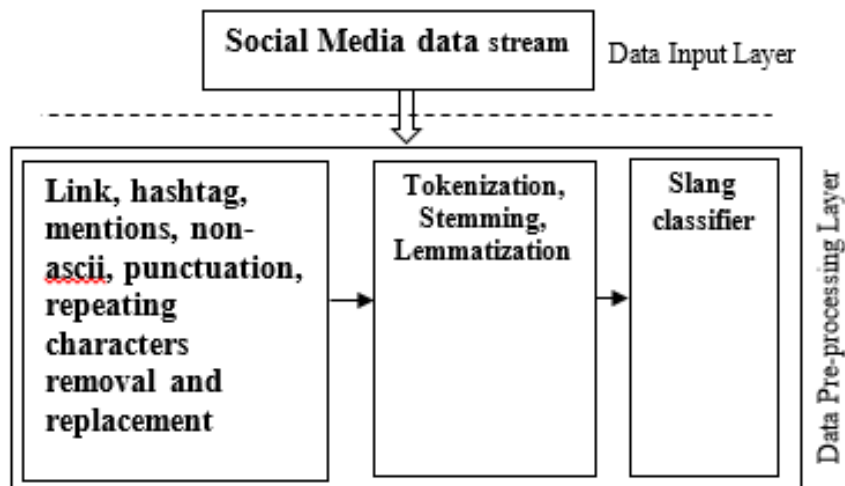 Social Media data stream
Data Input Layer
Link, hashtag,
mentions, non-
ascii, punctuation,
repeating
characters
removal and
replacement
Tokenization,
Stemming,
Lemmatization
Slang
classifier
Data Pre-processing Layer